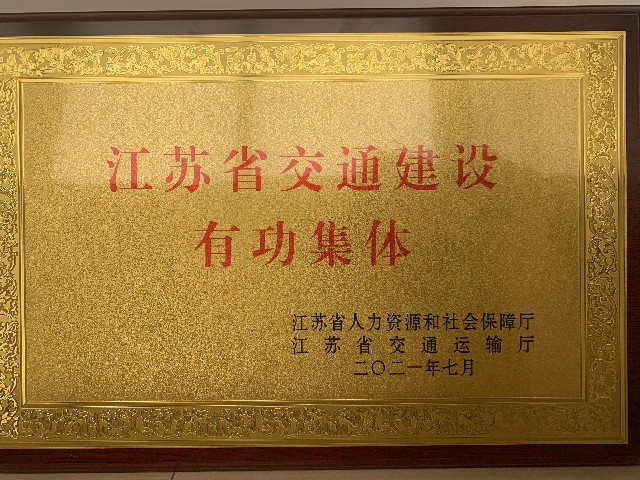 江苏省交通建设
有功集体
江苏省人力资源和社会保障厅
江苏省交通运输厅
二〇二一年七月